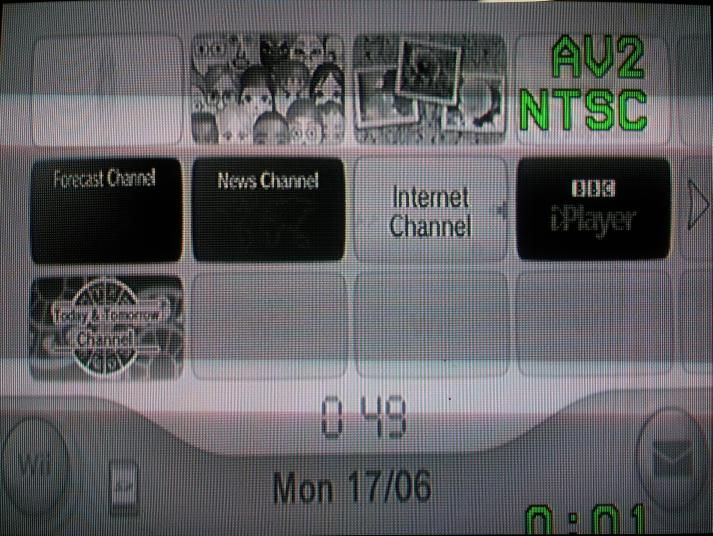 AV2
NTSC
Forecast Channel
News Channel
Internet
Channel
BBC
iPlayer
Today & Tomorrow
Channel
0 49
Wii
Mon 17/06
0:01